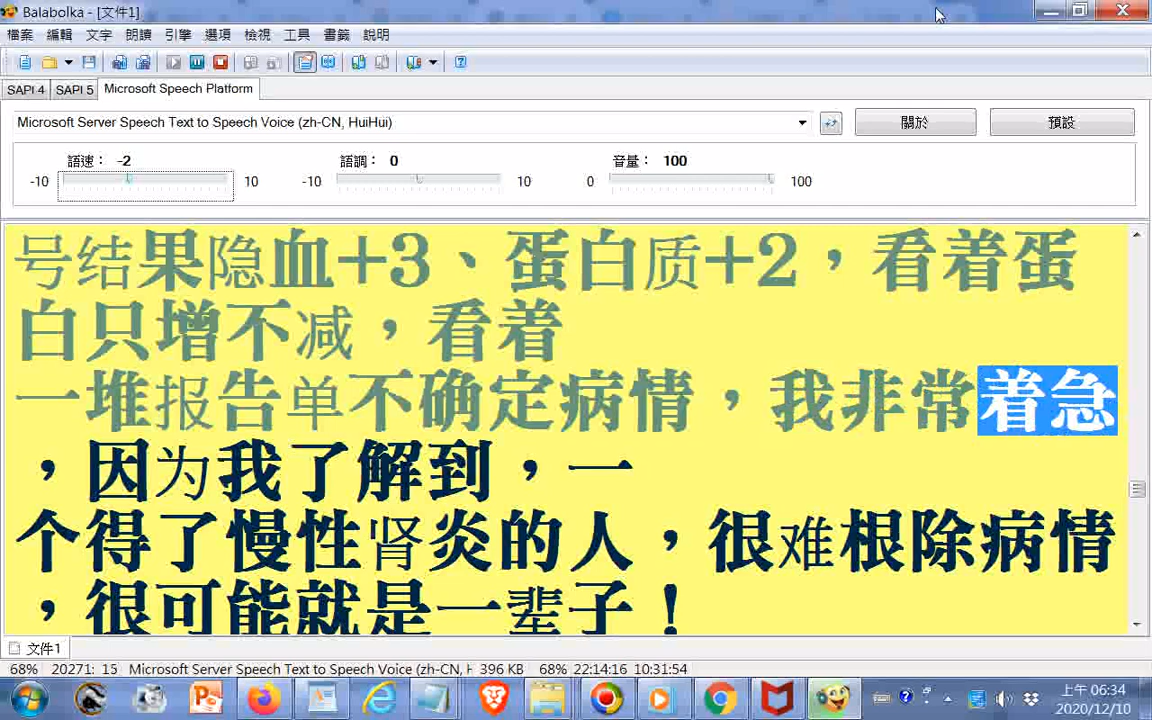 Balabolka - [文件1]
檔案 編輯 文字 朗讀 引擎 選項 檢視 工具 書籤 說明
SAPI 4 SAPI 5 Microsoft Speech Platform
Microsoft Server Speech Text to Speech Voice (zh-CN, HuiHui) 關於 預設
語速： -2 語調： 0 音量： 100
-10 10 -10 10 0 100
号结果隐血+3、蛋白质+2，看着蛋
白只增不减，看着
一堆报告单不确定病情，我非常着急
，因为我了解到，一
个得了慢性肾炎的人，很难根除病情
，很可能就是一辈子！
文件1
68% 20271: 15 Microsoft Server Speech Text to Speech Voice (zh-CN, H 396 KB 68% 22:14:16 10:31:54
上午 06:34
2020/12/10